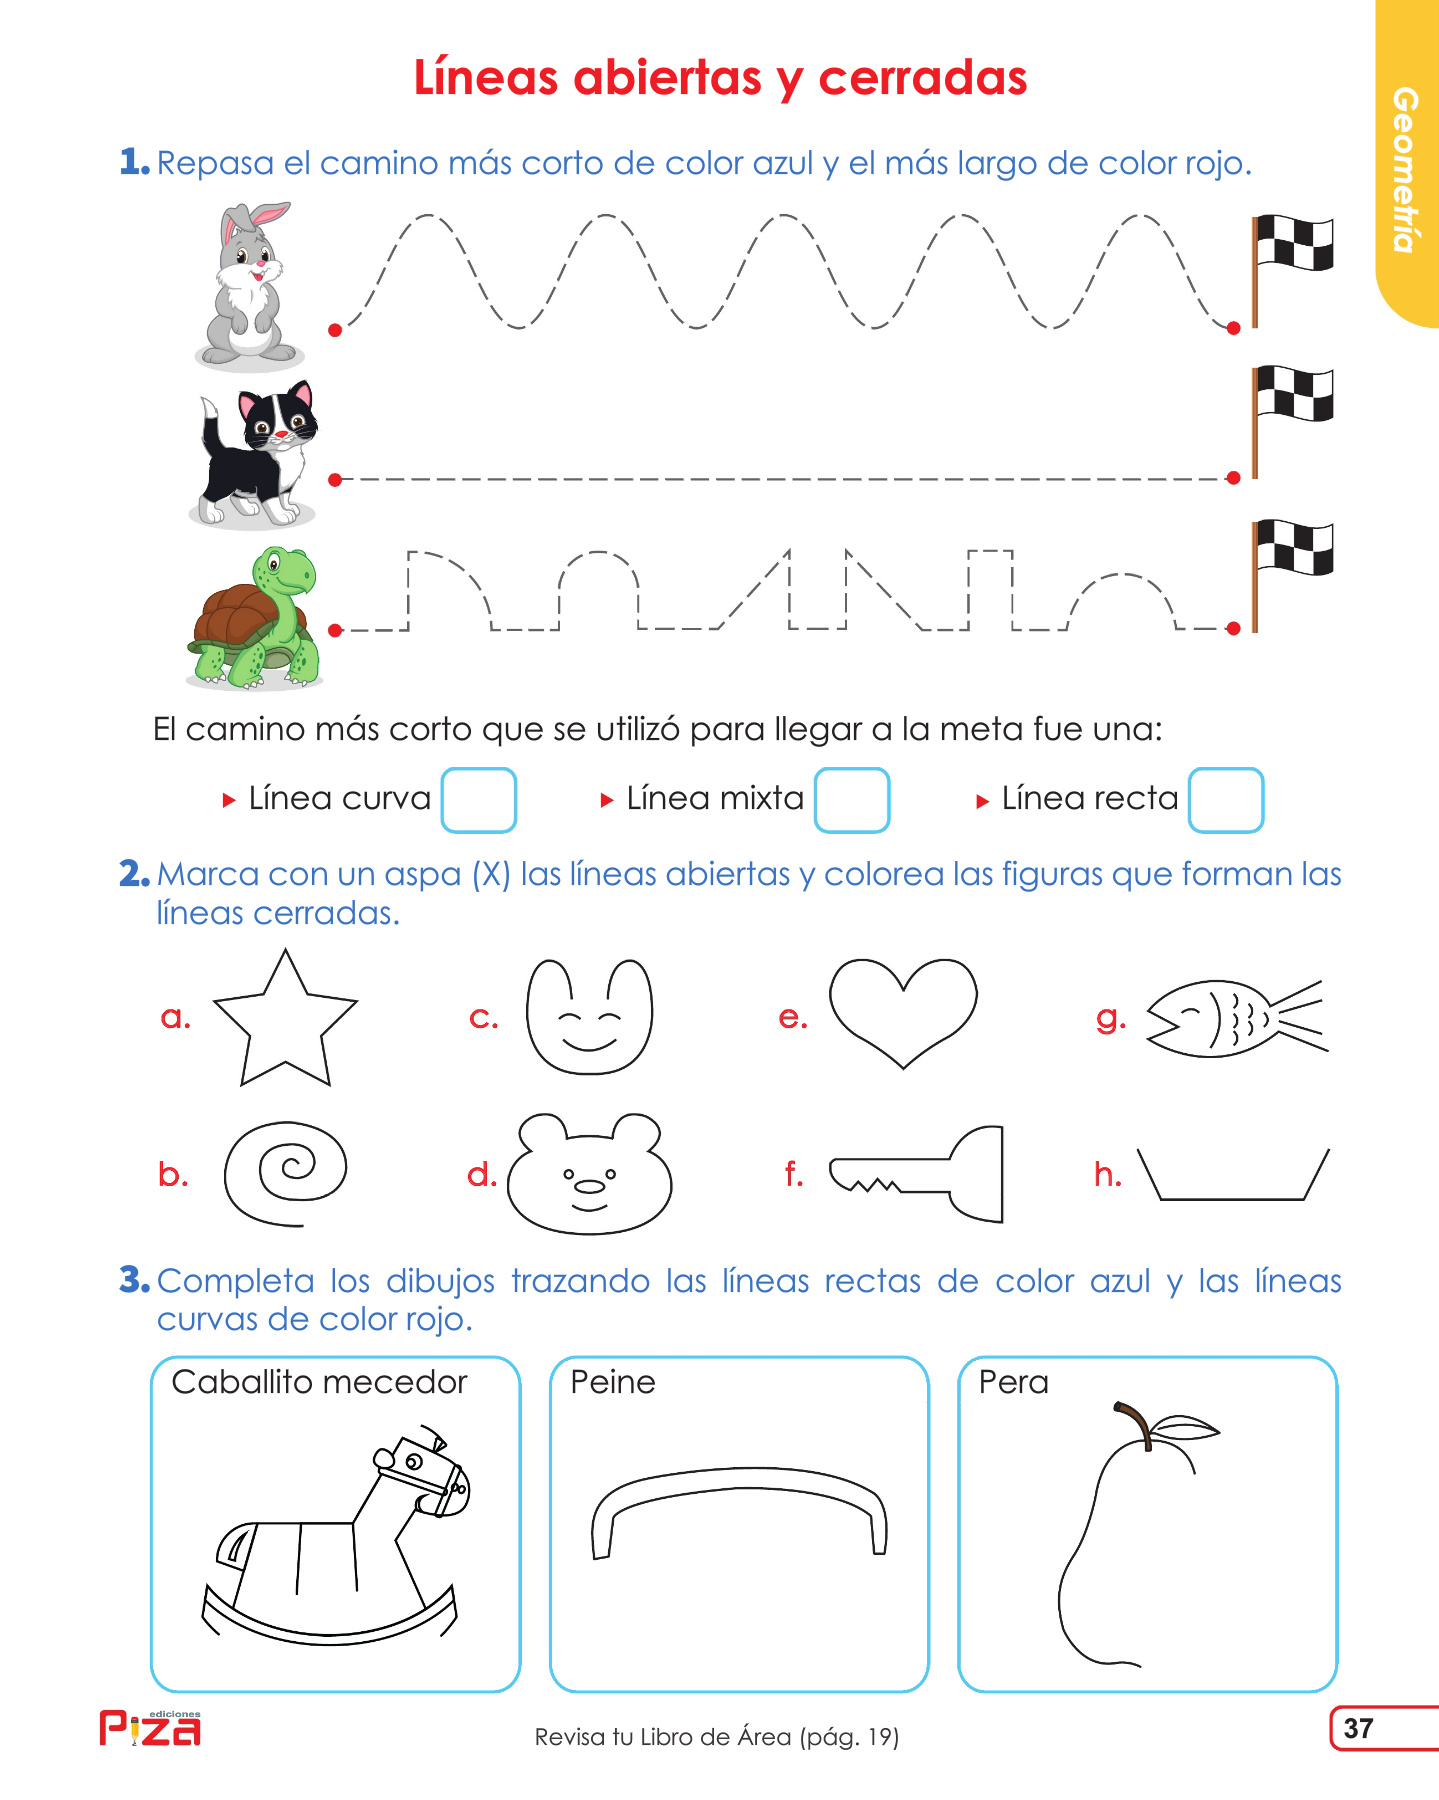 Líneas abiertas y cerradas
Geometría
1. Repasa el camino más corto de color azul y el más largo de color rojo.
El camino más corto que se utilizó para llegar a la meta fue una:
Línea curva
Línea mixta
Línea recta
2. Marca con un aspa (X) las líneas abiertas y colorea las figuras que forman las
líneas cerradas.
a.
c.
e.
g.
b.
d.
f.
h.
3. Completa los dibujos trazando las líneas rectas de color azul y las líneas
curvas de color rojo.
Caballito mecedor
Peine
Pera
ediciones
Piza
Revisa tu Libro de Área (pág. 19)
37